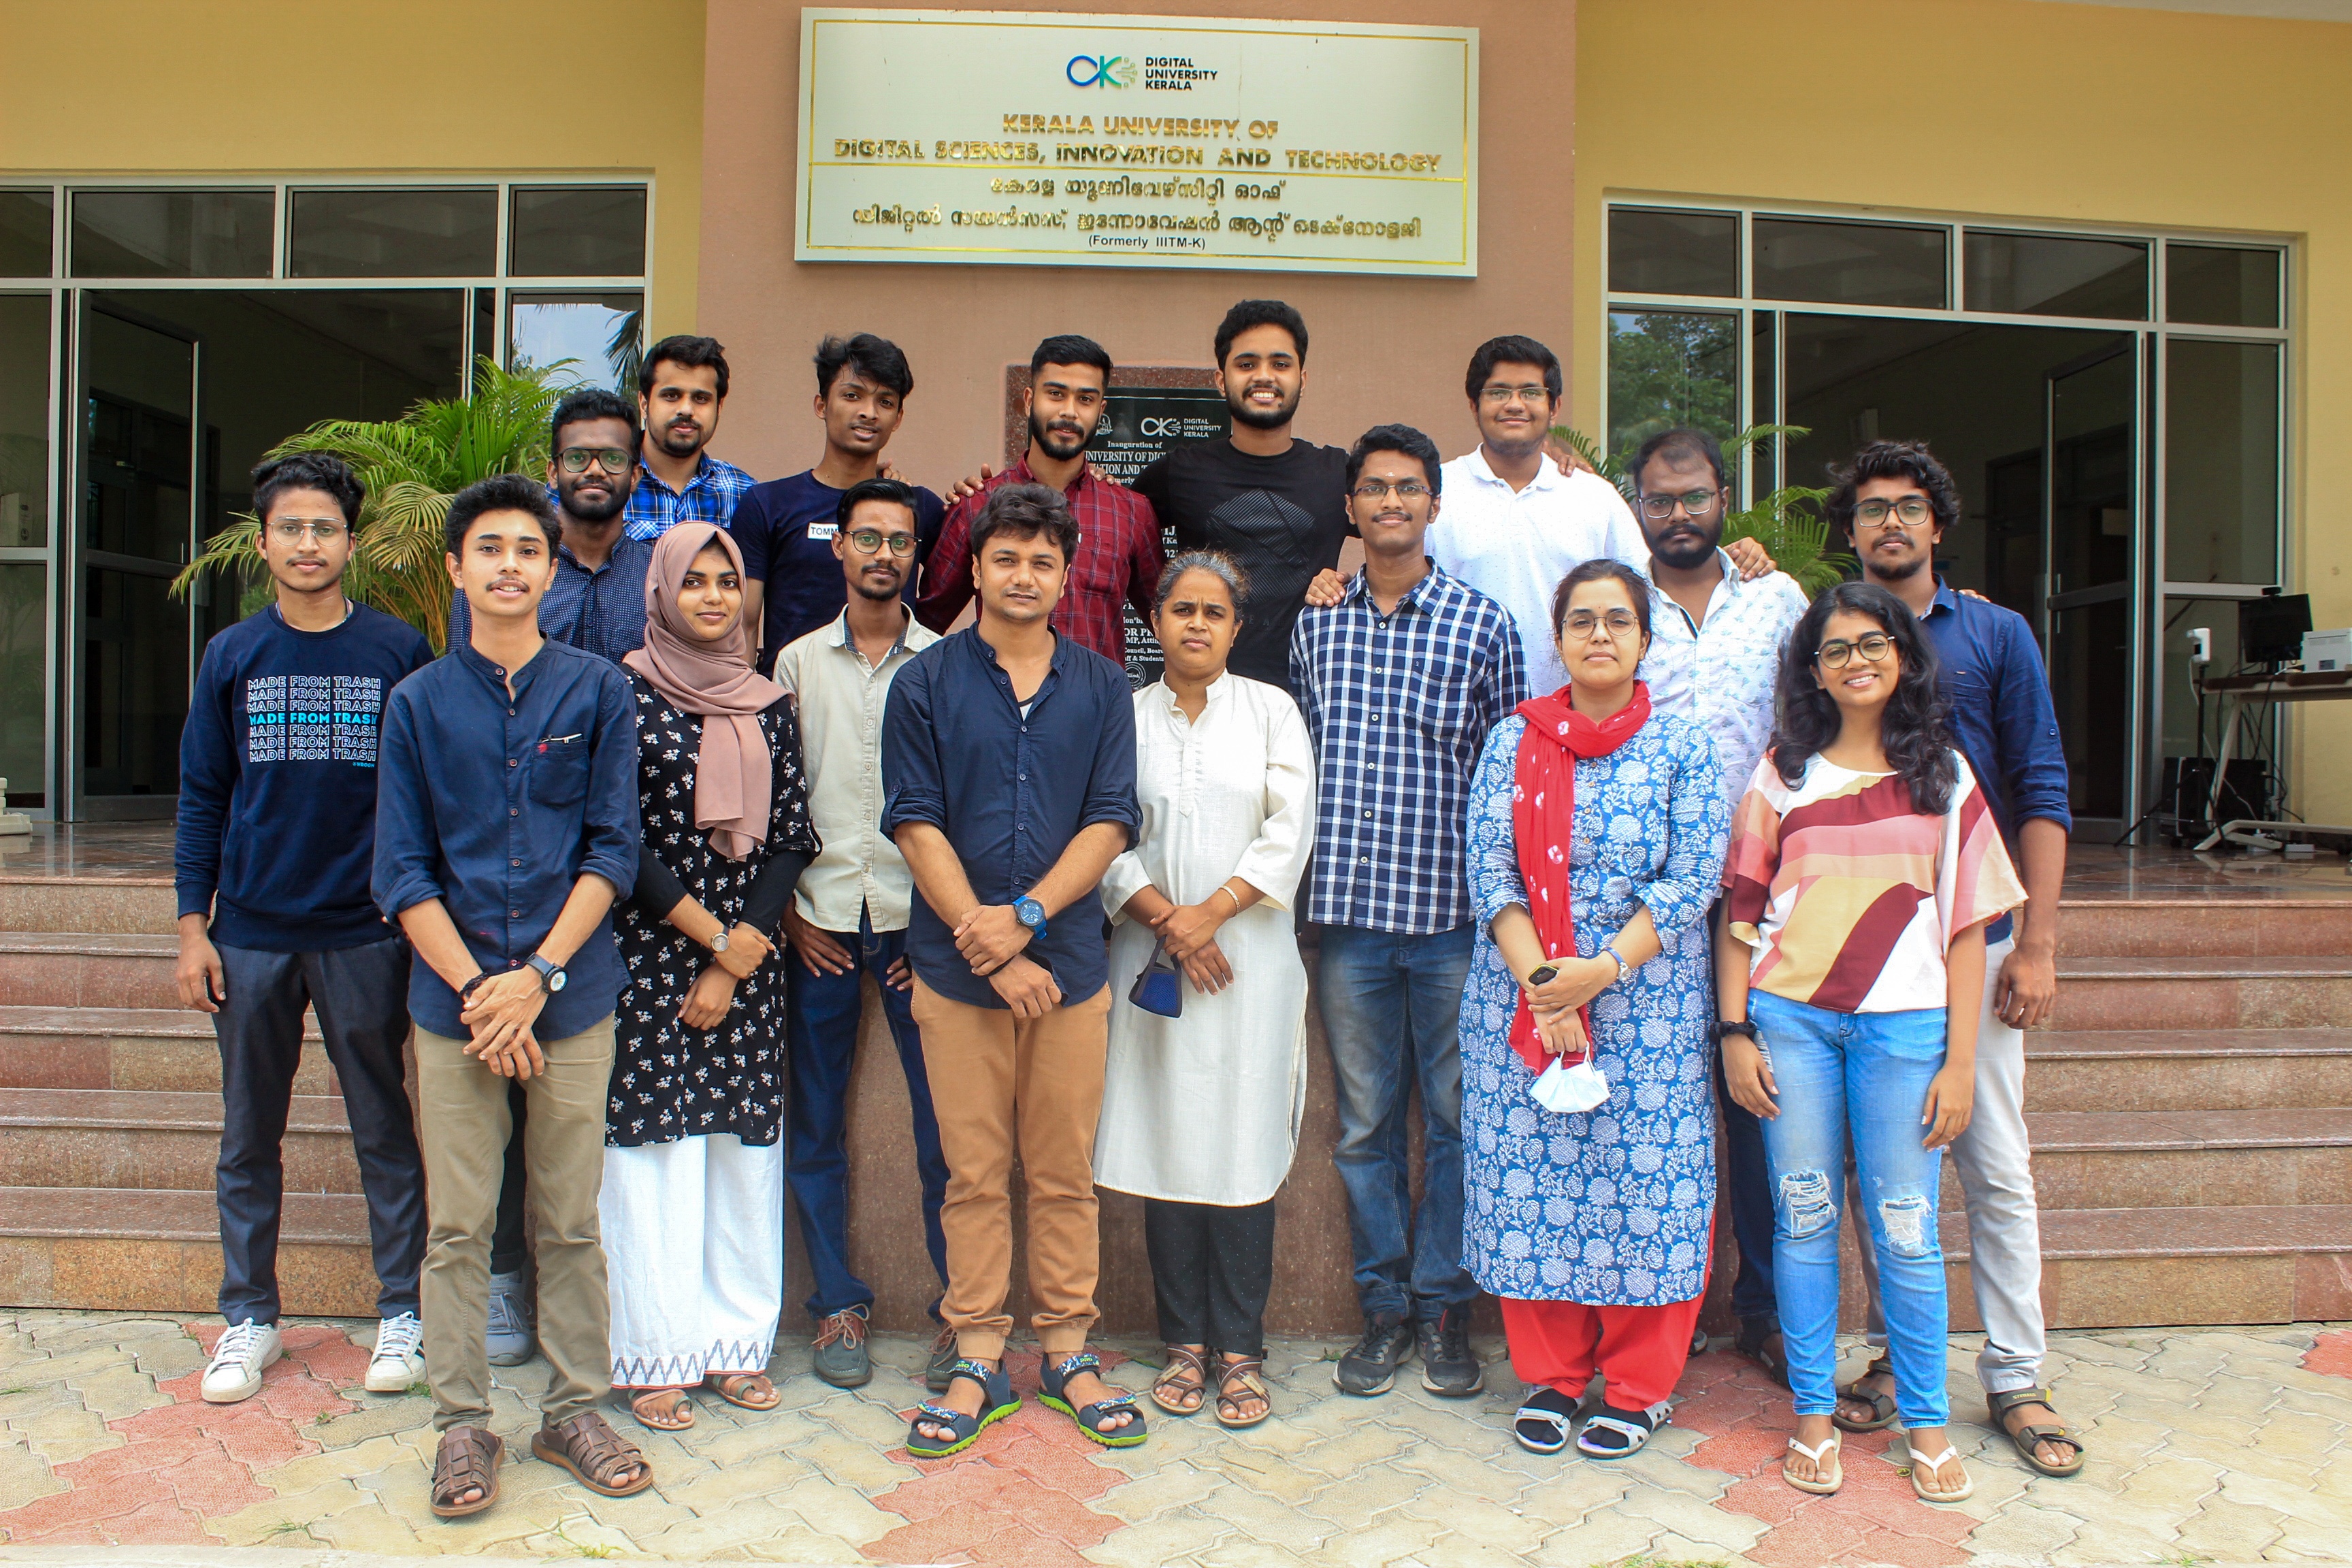 DIGITAL
UNIVERSITY
KERALA
KERALA UNIVERSITY OF
DIGITAL SCIENCES, INNOVATION AND TECHNOLOGY
കേരള യൂണിവേഴ്സിറ്റി ഓഫ്
ഡിജിറ്റൽ സയൻസസ്, ഇന്നോവേഷൻ ആന്റ് ടെക്നോളജി
(Formerly IIITM-K)
DIGITAL
UNIVERSITY
KERALA
Inauguration of
MADE FROM TRASH
MADE FROM TRASH
MADE FROM TRASH
MADE FROM TRASH
MADE FROM TRASH
MADE FROM TRASH
MADE FROM TRASH